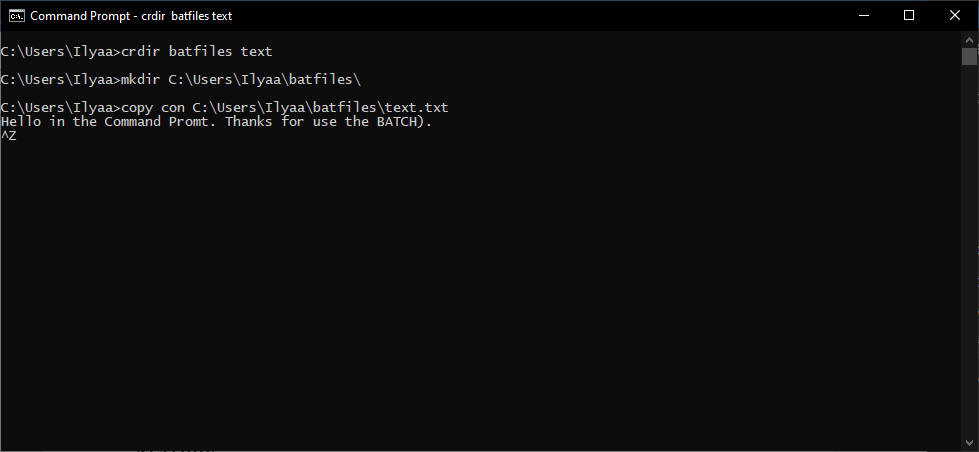 Command Prompt - crdir  batfiles text
C:\Users\Ilyaa>crdir batfiles text
C:\Users\Ilyaa>mkdir C:\Users\Ilyaa\batfiles\
C:\Users\Ilyaa>copy con C:\Users\Ilyaa\batfiles\text.txt
Hello in the Command Promt. Thanks for use the BATCH).
^Z